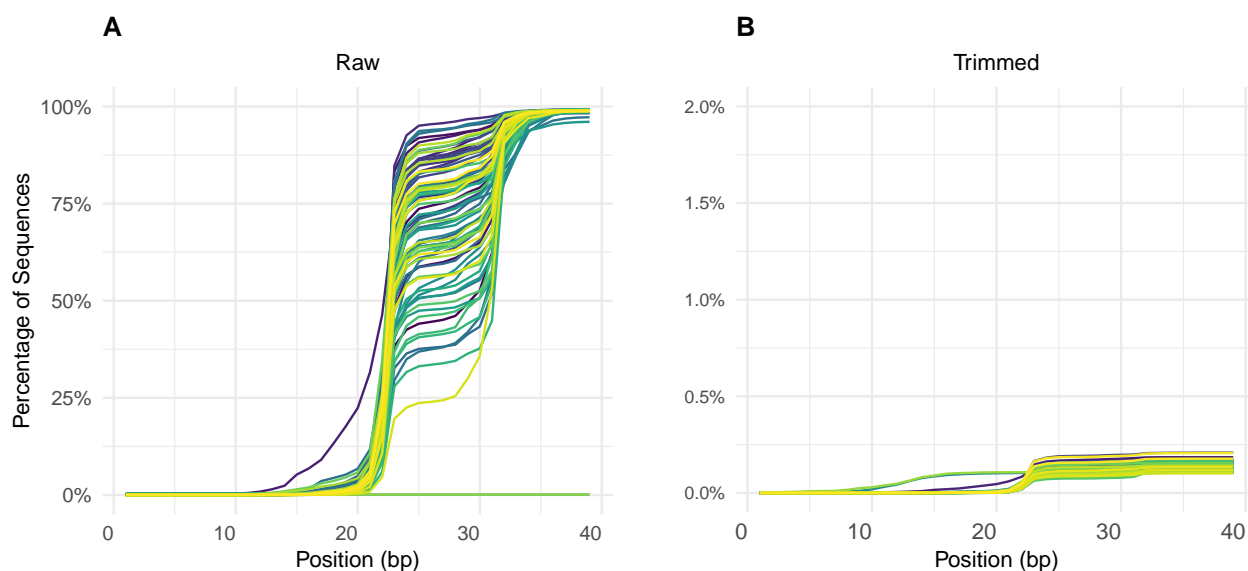 A
Raw
Percentage of Sequences
100%
75%
50%
25%
0%
0 10 20 30 40
Position (bp)
B
Trimmed
2.0%
1.5%
1.0%
0.5%
0.0%
0 10 20 30 40
Position (bp)